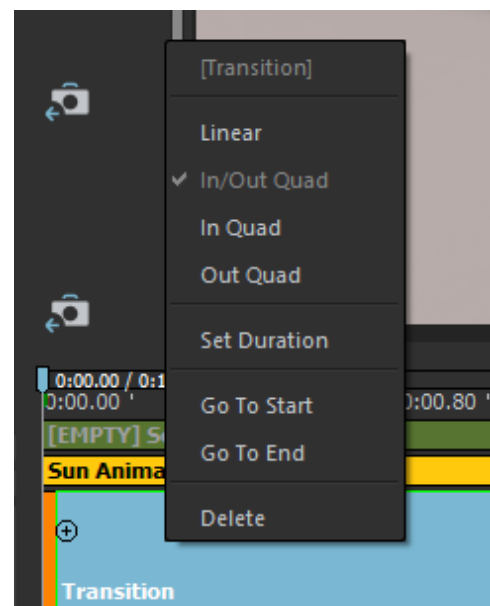 [Transition]
Linear
In/Out Quad
In Quad
Out Quad
Set Duration
0:00.00 / 0:1
0:00.00 '
0:00.80 '
Go To Start
[EMPTY]
Go To End
Sun Anima
Delete
Transition